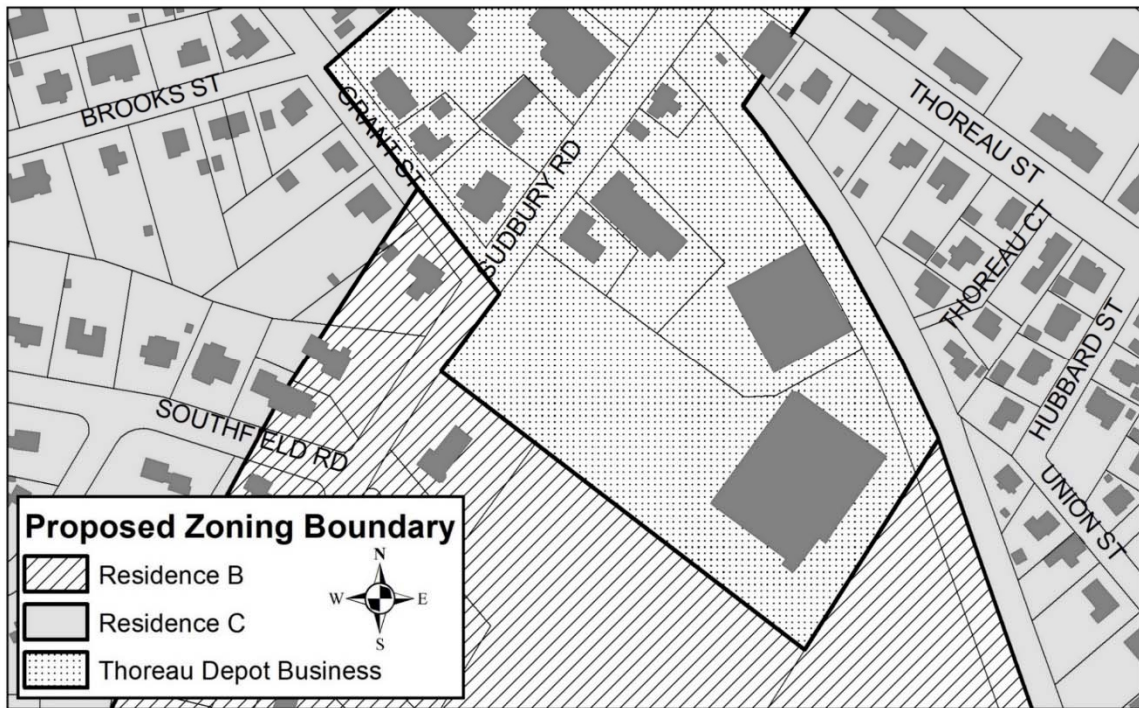 BROOKS ST
GRANT ST
SUDBURY RD
THOREAU ST
THOREAU CT
HUBBARD ST
UNION ST
SOUTHFIELD RD
Proposed Zoning Boundary
Residence B
Residence C
Thoreau Depot Business
N
W
E
S